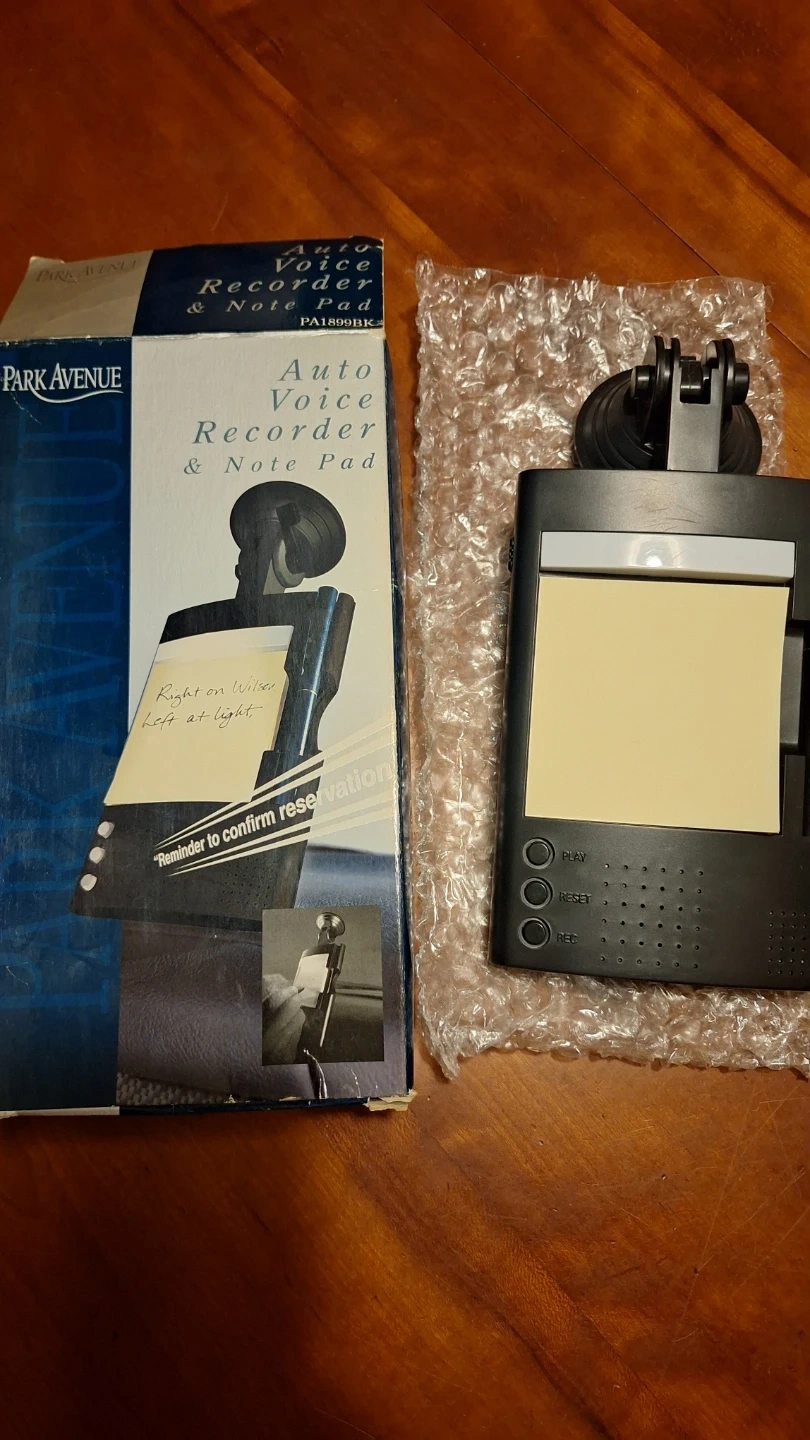 PARK AVENUE
Auto
Voice
Recorder
& Note Pad
PA1899BK
PARK AVENUE
Auto
Voice
Recorder
& Note Pad
PARK AVENUE
Right on Wilson
Left at light,
"Reminder to confirm reservation
PLAY
RESET
REC